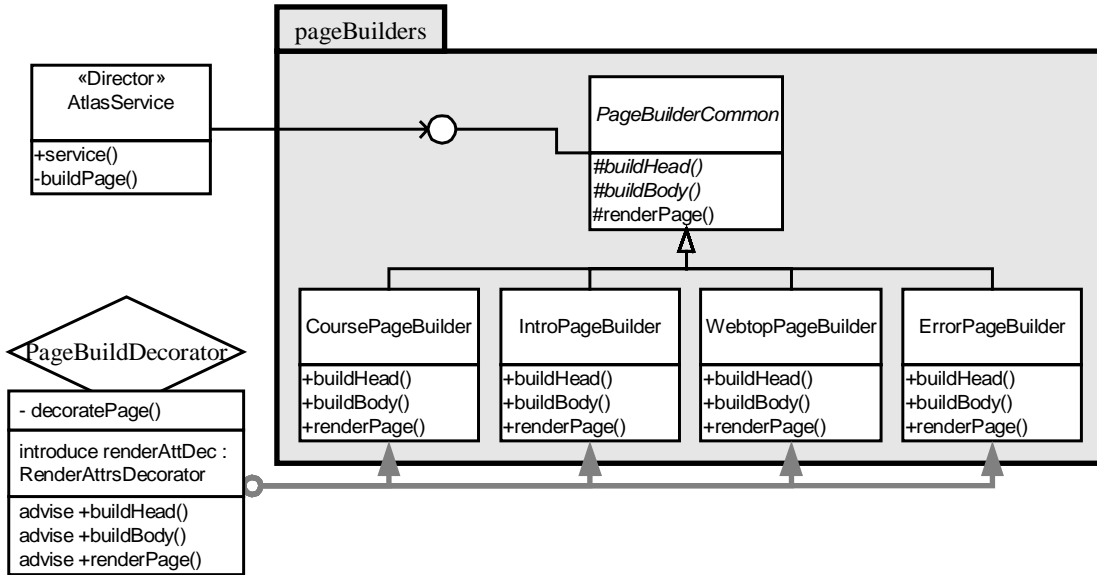 pageBuilders
«Director»
AtlasService
+service()
-buildPage()
PageBuilderCommon
#buildHead()
#buildBody()
#renderPage()
CoursePageBuilder
+buildHead()
+buildBody()
+renderPage()
IntroPageBuilder
+buildHead()
+buildBody()
+renderPage()
WebtopPageBuilder
+buildHead()
+buildBody()
+renderPage()
ErrorPageBuilder
+buildHead()
+buildBody()
+renderPage()
PageBuildDecorator
- decoratePage()
introduce renderAttDec :
RenderAttrsDecorator
advise +buildHead()
advise +buildBody()
advise +renderPage()